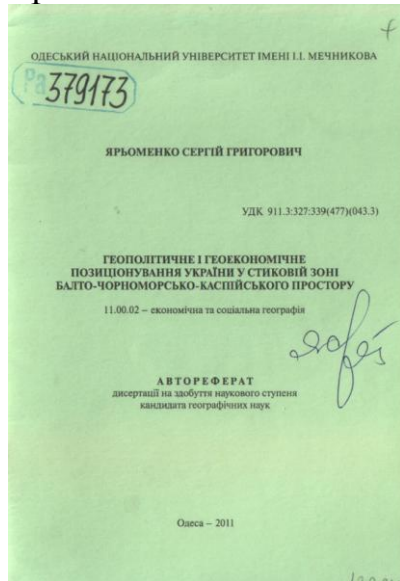 ОДЕСЬКИЙ НАЦІОНАЛЬНИЙ УНІВЕРСИТЕТ ІМЕНІ І.І. МЕЧНИКОВА
Ра 379173
ЯРЬОМЕНКО СЕРГІЙ ГРИГОРОВИЧ
УДК 911.3:327:339(477)(043.3)
ГЕОПОЛІТИЧНЕ І ГЕОЕКОНОМІЧНЕ
ПОЗИЦІОНУВАННЯ УКРАЇНИ У СТИКОВІЙ ЗОНІ
БАЛТО-ЧОРНОМОРСЬКО-КАСПІЙСЬКОГО ПРОСТОРУ
11.00.02 – економічна та соціальна географія
АВТОРЕФЕРАТ
дисертації на здобуття наукового ступеня
кандидата географічних наук
Одеса – 2011